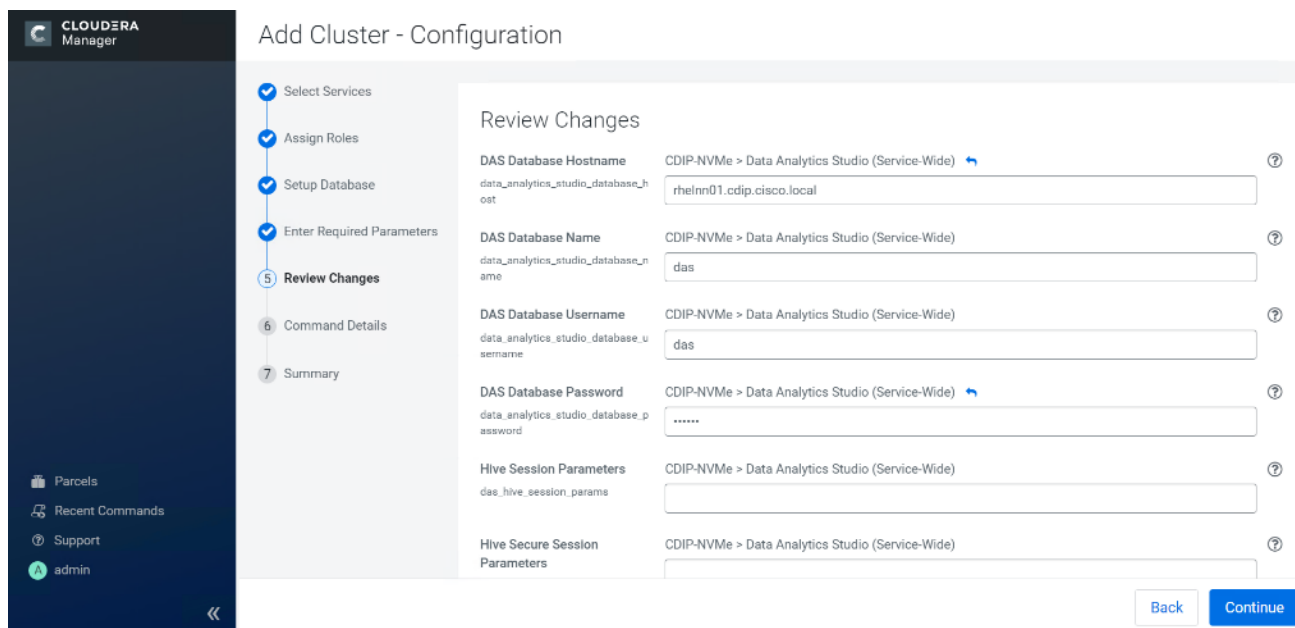 CLOUDERA
Manager
Add Cluster - Configuration
Select Services
Assign Roles
Setup Database
Enter Required Parameters
5 Review Changes
6 Command Details
7 Summary
Parcels
Recent Commands
Support
A admin
«
Review Changes
DAS Database Hostname
data_analytics_studio_database_h
ost
CDIP-NVMe > Data Analytics Studio (Service-Wide)
rhelnn01.cdip.cisco.local
DAS Database Name
data_analytics_studio_database_n
ame
CDIP-NVMe > Data Analytics Studio (Service-Wide)
das
DAS Database Username
data_analytics_studio_database_u
sername
CDIP-NVMe > Data Analytics Studio (Service-Wide)
das
DAS Database Password
data_analytics_studio_database_p
assword
CDIP-NVMe > Data Analytics Studio (Service-Wide)
••••••
Hive Session Parameters
das_hive_session_params
CDIP-NVMe > Data Analytics Studio (Service-Wide)
Hive Secure Session
Parameters
CDIP-NVMe > Data Analytics Studio (Service-Wide)
Back
Continue